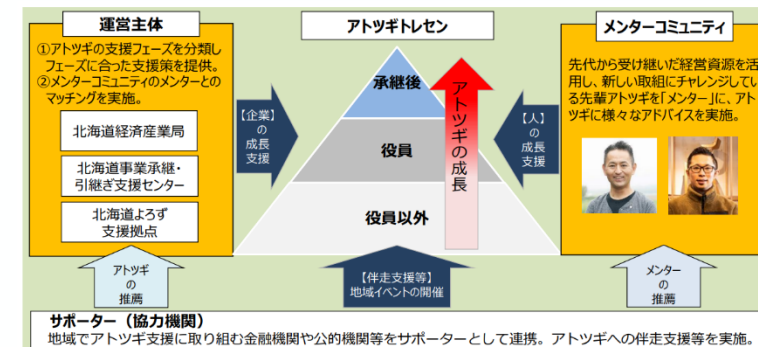 運営主体
①アトツギの支援フェーズを分類し
フェーズに合った支援策を提供。
②メンターコミュニティのメンターとの
マッチングを実施。
北海道経済産業局
北海道事業承継・
引継ぎ支援センター
北海道よろず
支援拠点
アトツギ
の
推薦
アトツギトレセン
【企業】
の
成長
支援
承継後
役員
役員以外
アトツギの成長
【人】
の
成長
支援
【伴走支援等】
地域イベントの開催
メンターコミュニティ
先代から受け継いだ経営資源を活
用し、新しい取組にチャレンジしてい
る先輩アトツギを「メンター」に、アト
ツギに様々なアドバイスを実施。
メンター
の
推薦
サポーター（協力機関）
地域でアトツギ支援に取り組む金融機関や公的機関等をサポーターとして連携。アトツギへの伴走支援等を実施。